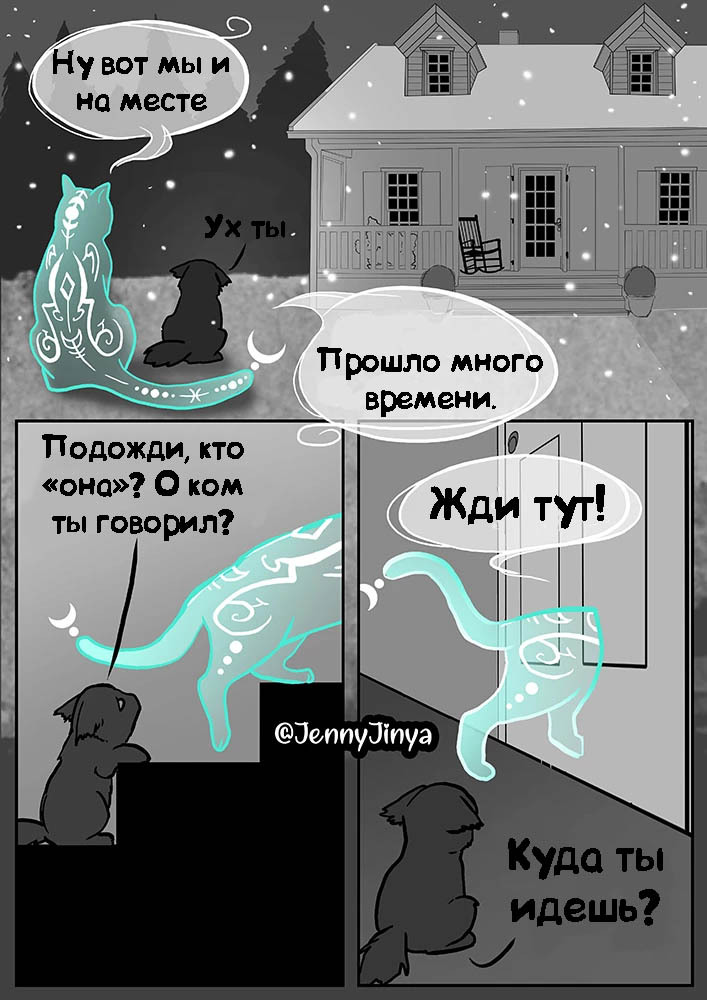 Ну вот мы и
на месте
Ух ты
Прошло много
времени.
Подожди, кто
«она»? О ком
ты говорил?
Жди тут!
@JennyJinya
Куда ты
идешь?